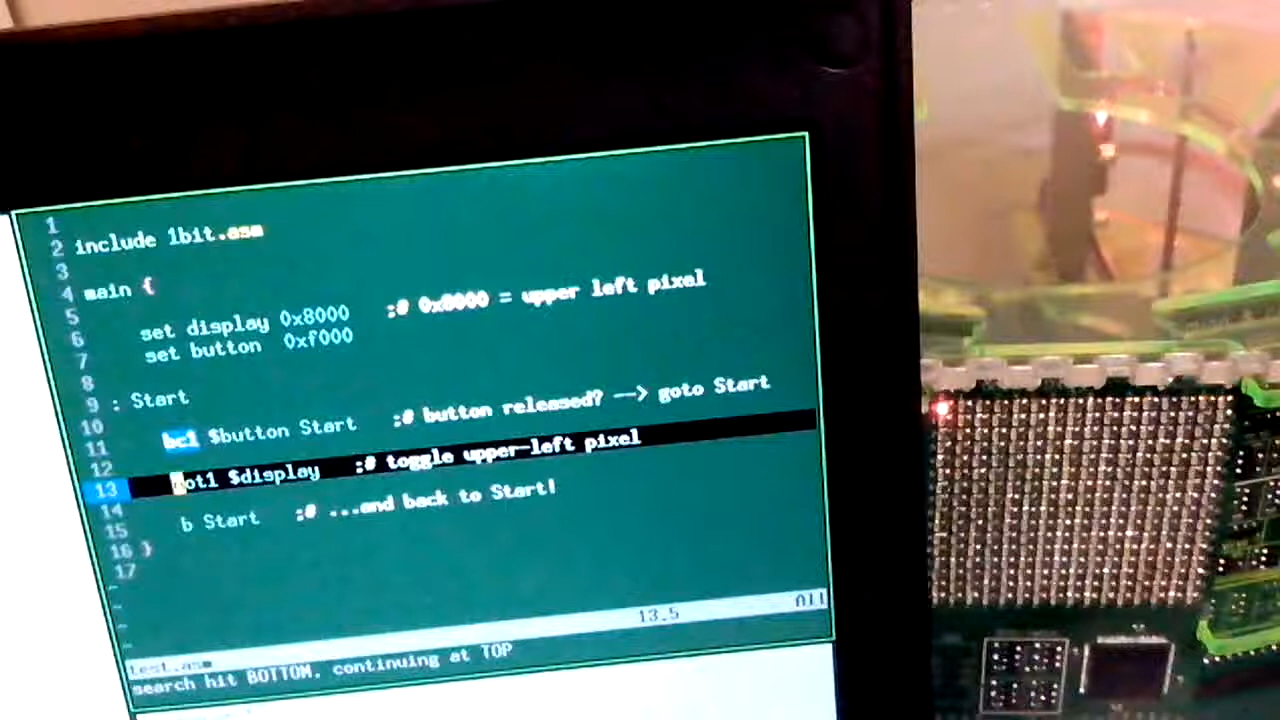 1
2 include 1bit.asm
3
4 main {
5
6 set display 0x8000 ;# 0x8000 = upper left pixel
7 set button 0xf000
8
9 : Start
10
11 bc1 $button Start ;# button released? --> goto Start
12
13 not1 $display ;# toggle upper-left pixel
14
15 b Start ;# ...and back to Start!
16 }
17
~
~
~
~
test.as 13,5 All
search hit BOTTOM, continuing at TOP